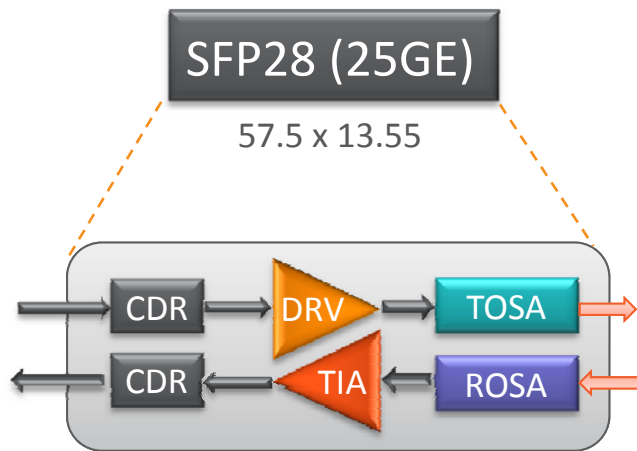 SFP28 (25GE)
57.5 x 13.55
CDR DRV TOSA
CDR TIA ROSA